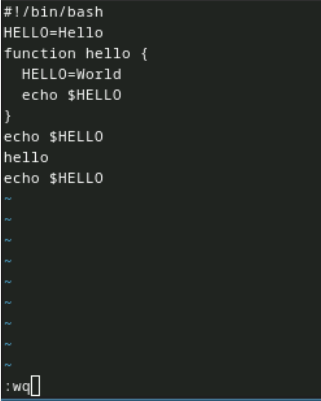 #!/bin/bash
HELLO=Hello
function hello {
  HELLO=World
  echo $HELLO
}
echo $HELLO
hello
echo $HELLO
~
~
~
~
~
~
~
~
~
:wq